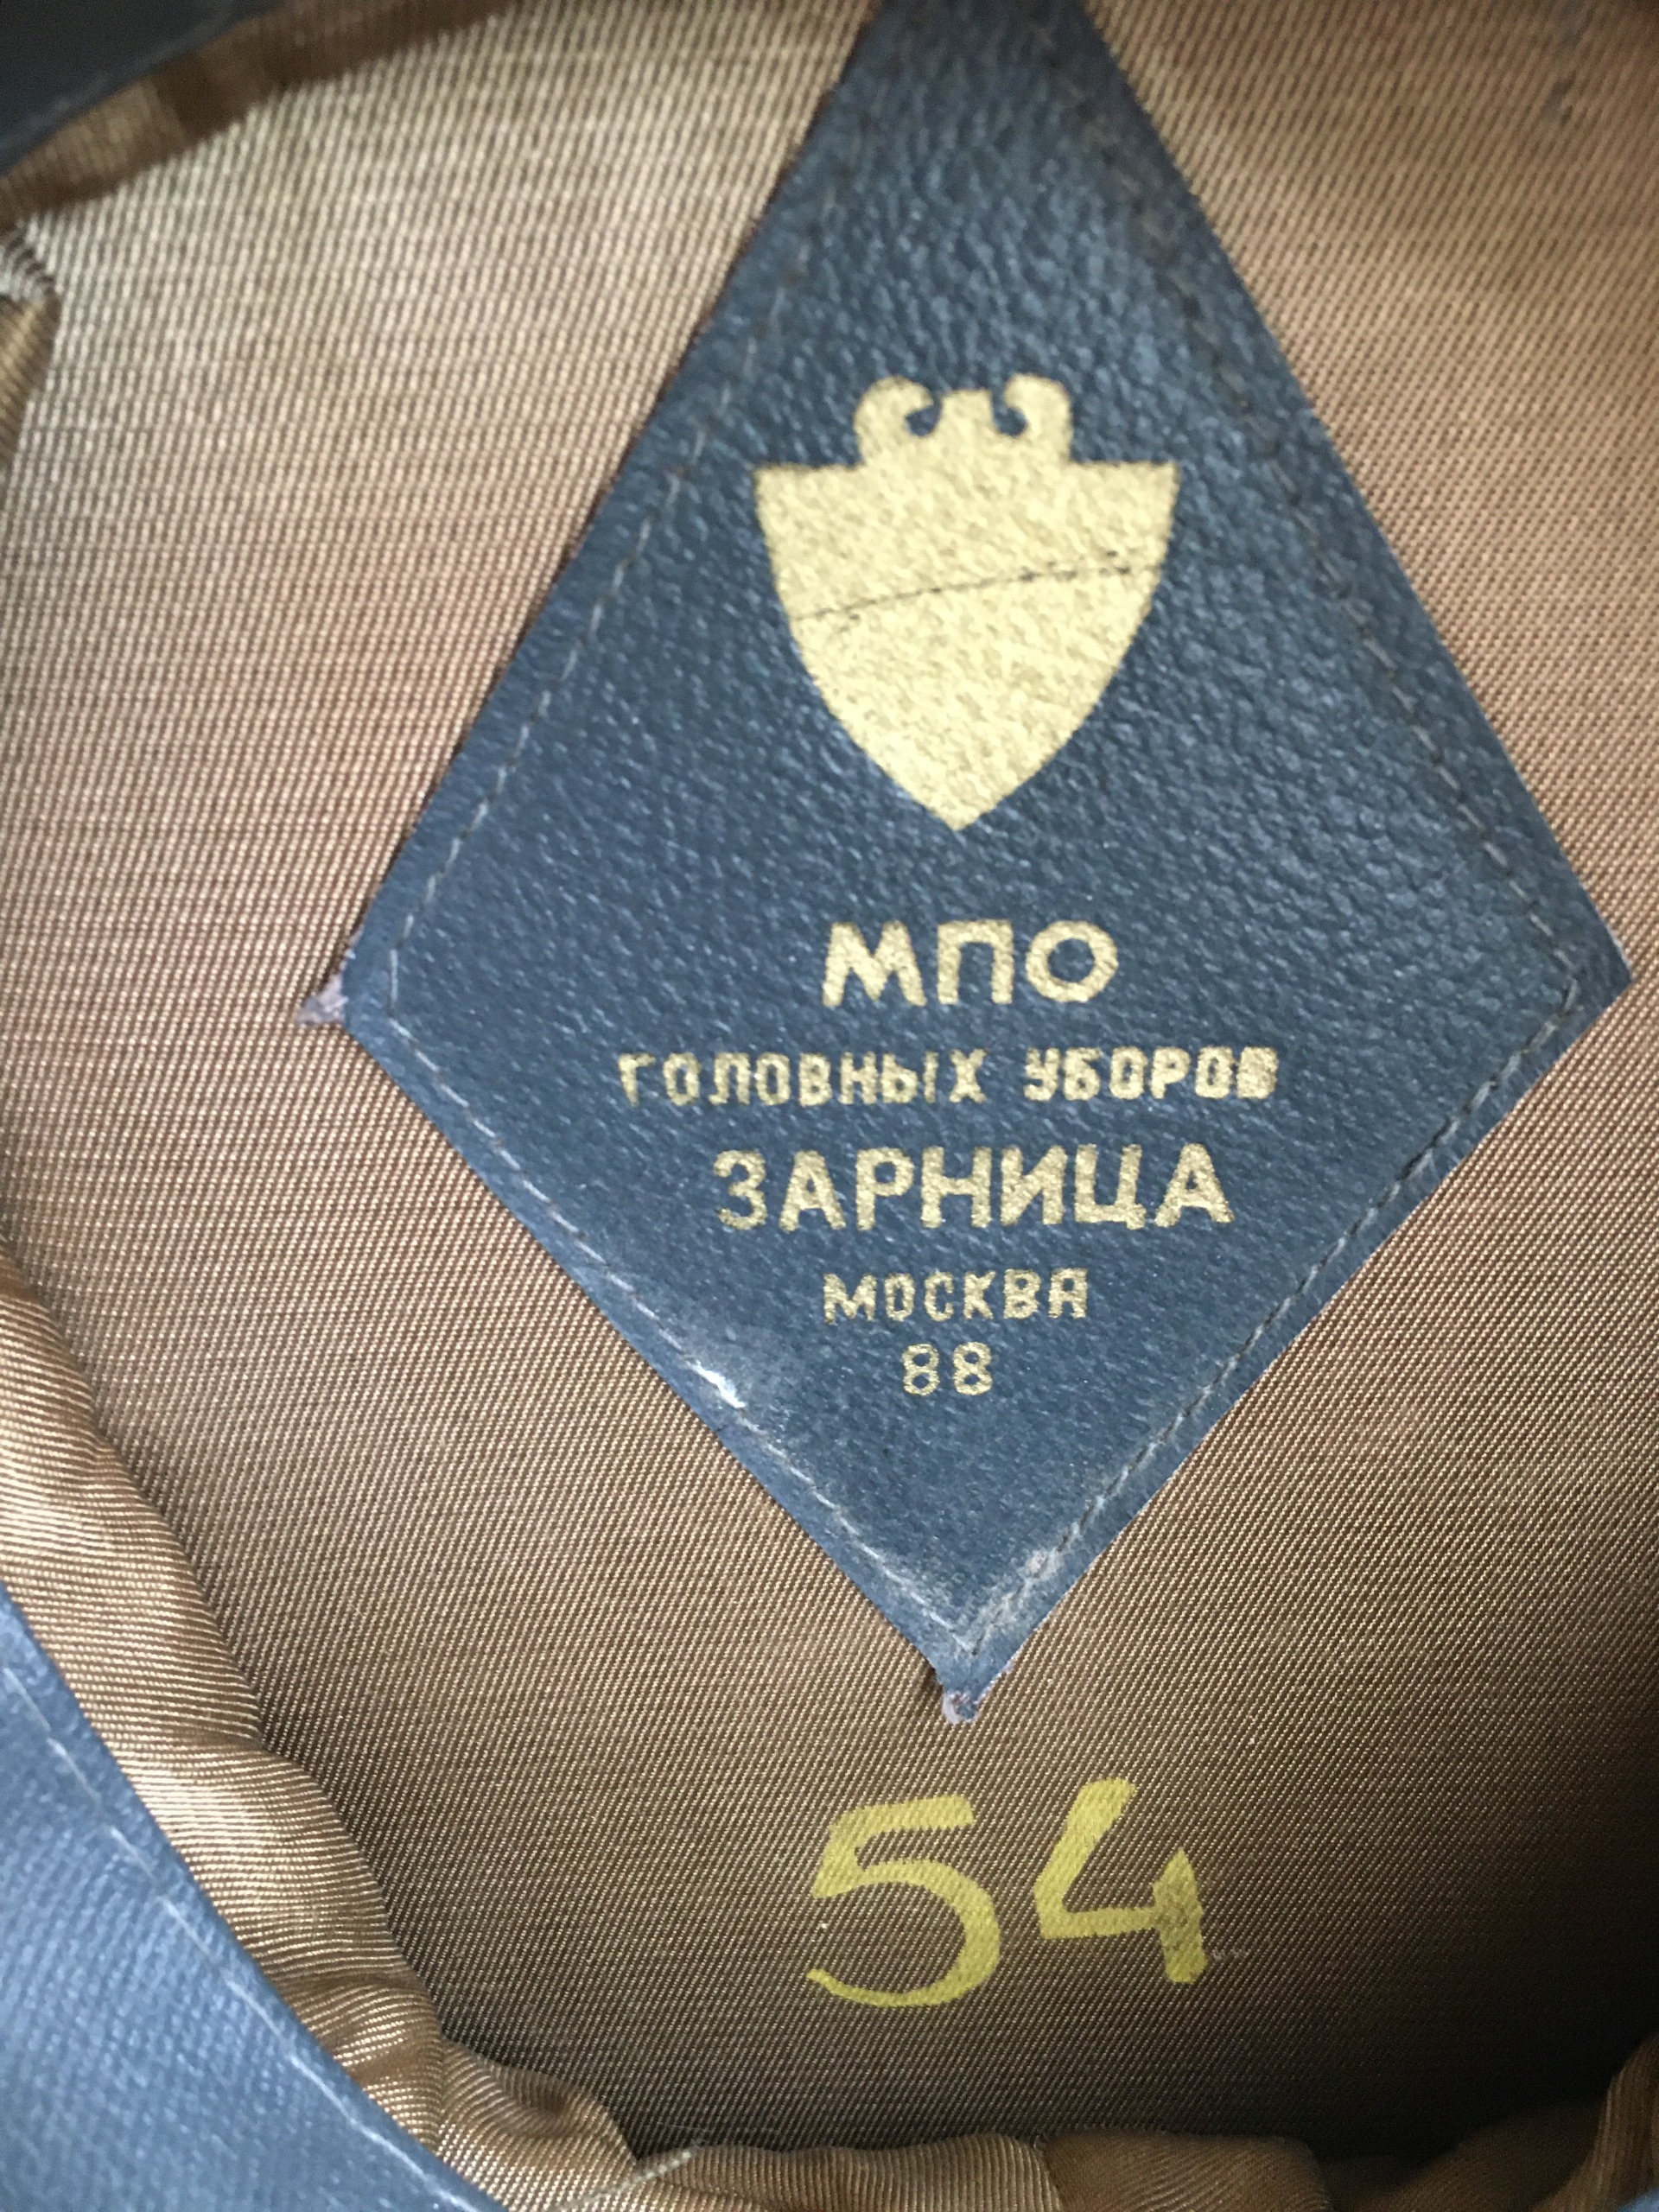 МПО
ГОЛОВНЫХ УБОРОВ
ЗАРНИЦА
МОСКВА
88
54